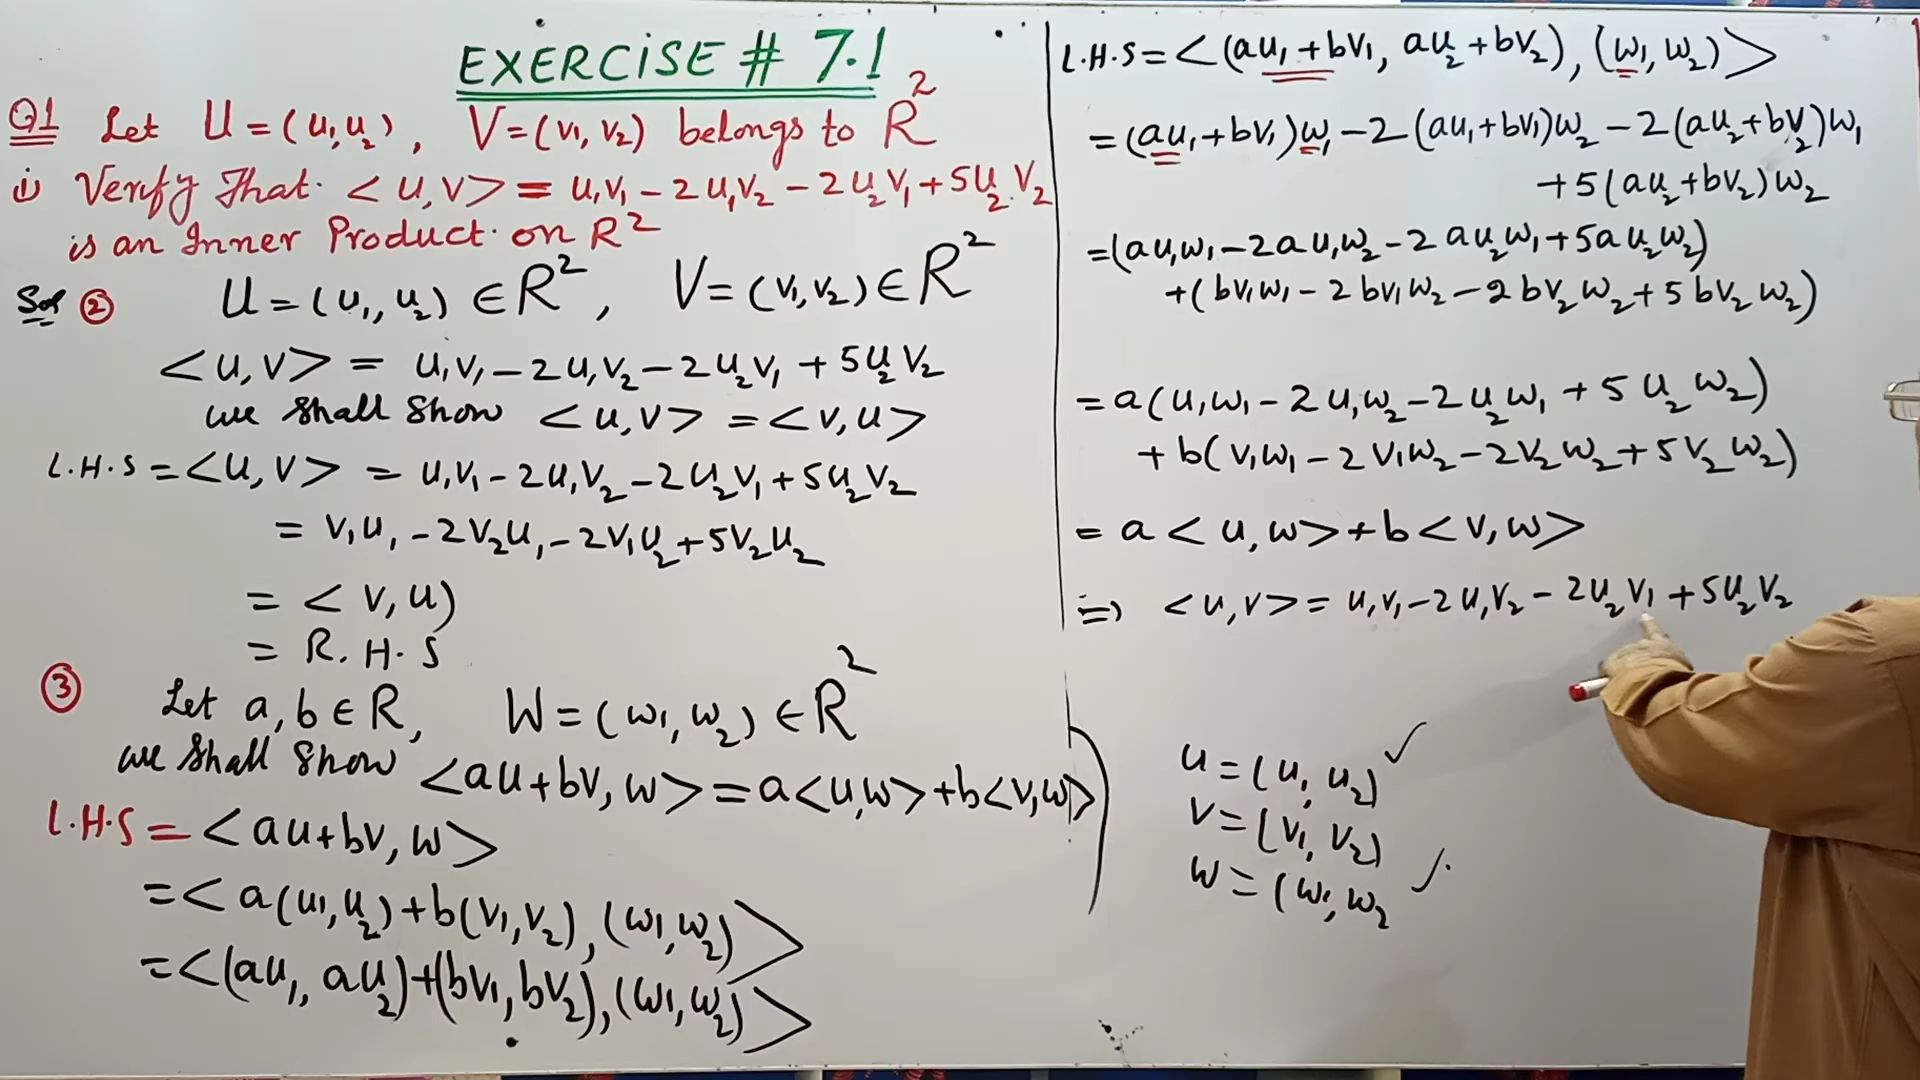 EXERCISE # 7.1
Q1 Let U = (u₁, u₂), V = (v₁, v₂) belongs to R²
i) Verify That <u,v> = u₁v₁ - 2u₁v₂ - 2u₂v₁ + 5u₂v₂
is an Inner Product on R²
Sol ② U = (u₁, u₂) ∈ R², V = (v₁, v₂) ∈ R²
<u,v> = u₁v₁ - 2u₁v₂ - 2u₂v₁ + 5u₂v₂
we shall show <u,v> = <v,u>
L.H.S = <u,v> = u₁v₁ - 2u₁v₂ - 2u₂v₁ + 5u₂v₂
= v₁u₁ - 2v₂u₁ - 2v₁u₂ + 5v₂u₂
= <v,u)
= R.H.S
③ Let a,b ∈ R, W = (w₁, w₂) ∈ R²
we shall show <au+bv, w> = a<u,w> + b<v,w>
L.H.S = <au+bv, w>
= <a(u₁,u₂) + b(v₁,v₂), (w₁,w₂)>
= <(au₁, au₂) + (bv₁, bv₂), (w₁,w₂)>
L.H.S = <(au₁+bv₁, au₂+bv₂), (w₁, w₂)>
= (au₁+bv₁)w₁ - 2(au₁+bv₁)w₂ - 2(au₂+bv₂)w₁
+ 5(au₂+bv₂)w₂
= (au₁w₁ - 2au₁w₂ - 2au₂w₁ + 5au₂w₂)
+ (bv₁w₁ - 2bv₁w₂ - 2bv₂w₂ + 5bv₂w₂)
= a(u₁w₁ - 2u₁w₂ - 2u₂w₁ + 5u₂w₂)
+ b(v₁w₁ - 2v₁w₂ - 2v₂w₂ + 5v₂w₂)
= a<u,w> + b<v,w>
⇒ <u,v> = u₁v₁ - 2u₁v₂ - 2u₂v₁ + 5u₂v₂
u = (u₁, u₂) ✓
v = (v₁, v₂)
w = (w₁, w₂